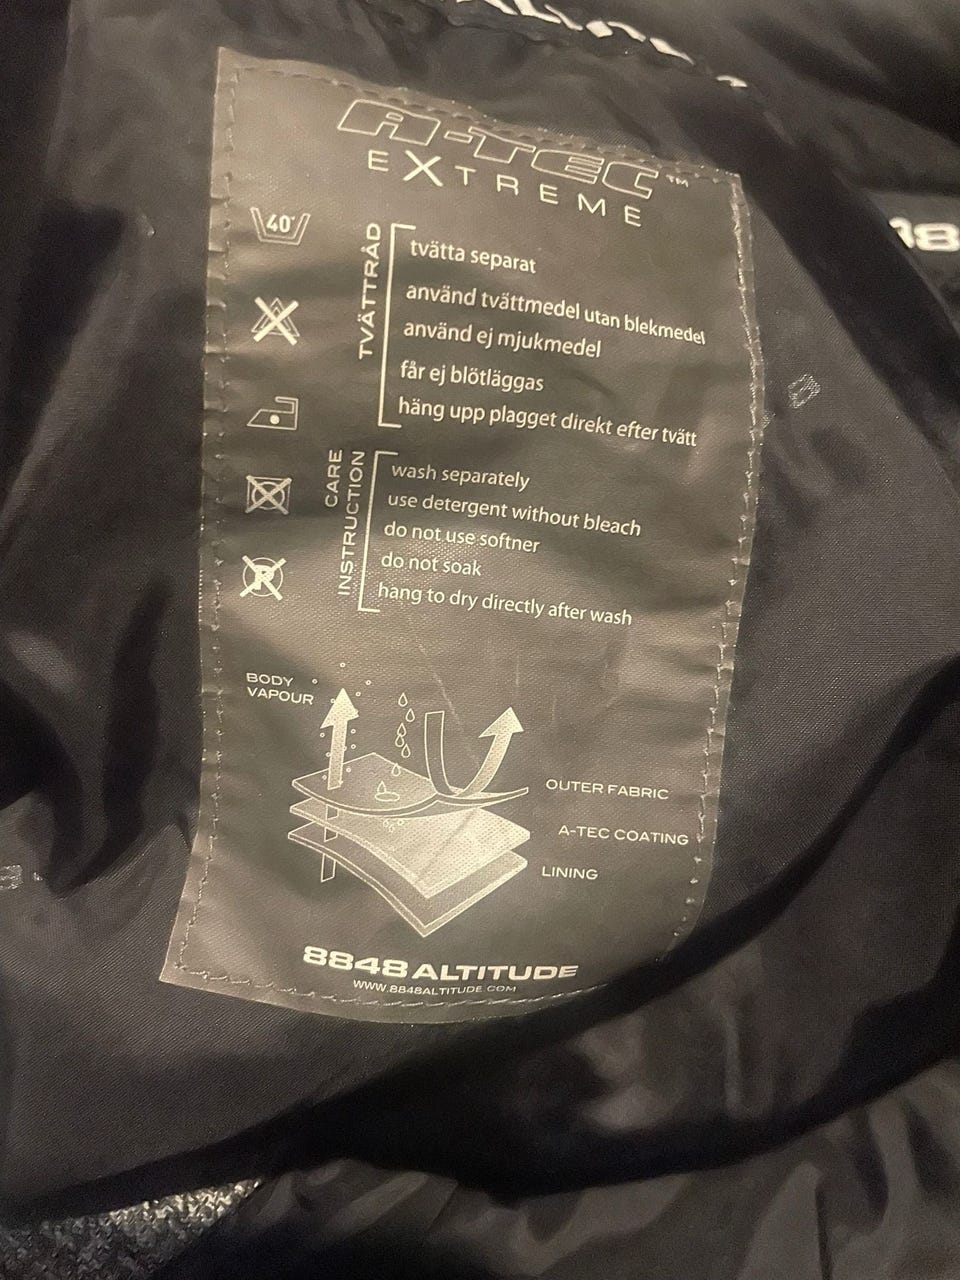 A-TEC™
EXTREME
40°
TVÄTTRÅD
tvätta separat
använd tvättmedel utan blekmedel
använd ej mjukmedel
får ej blötläggas
häng upp plagget direkt efter tvätt
CARE
INSTRUCTION
wash separately
use detergent without bleach
do not use softner
do not soak
hang to dry directly after wash
P
BODY
VAPOUR
OUTER FABRIC
A-TEC COATING
LINING
8848 ALTITUDE
WWW.8848ALTITUDE.COM